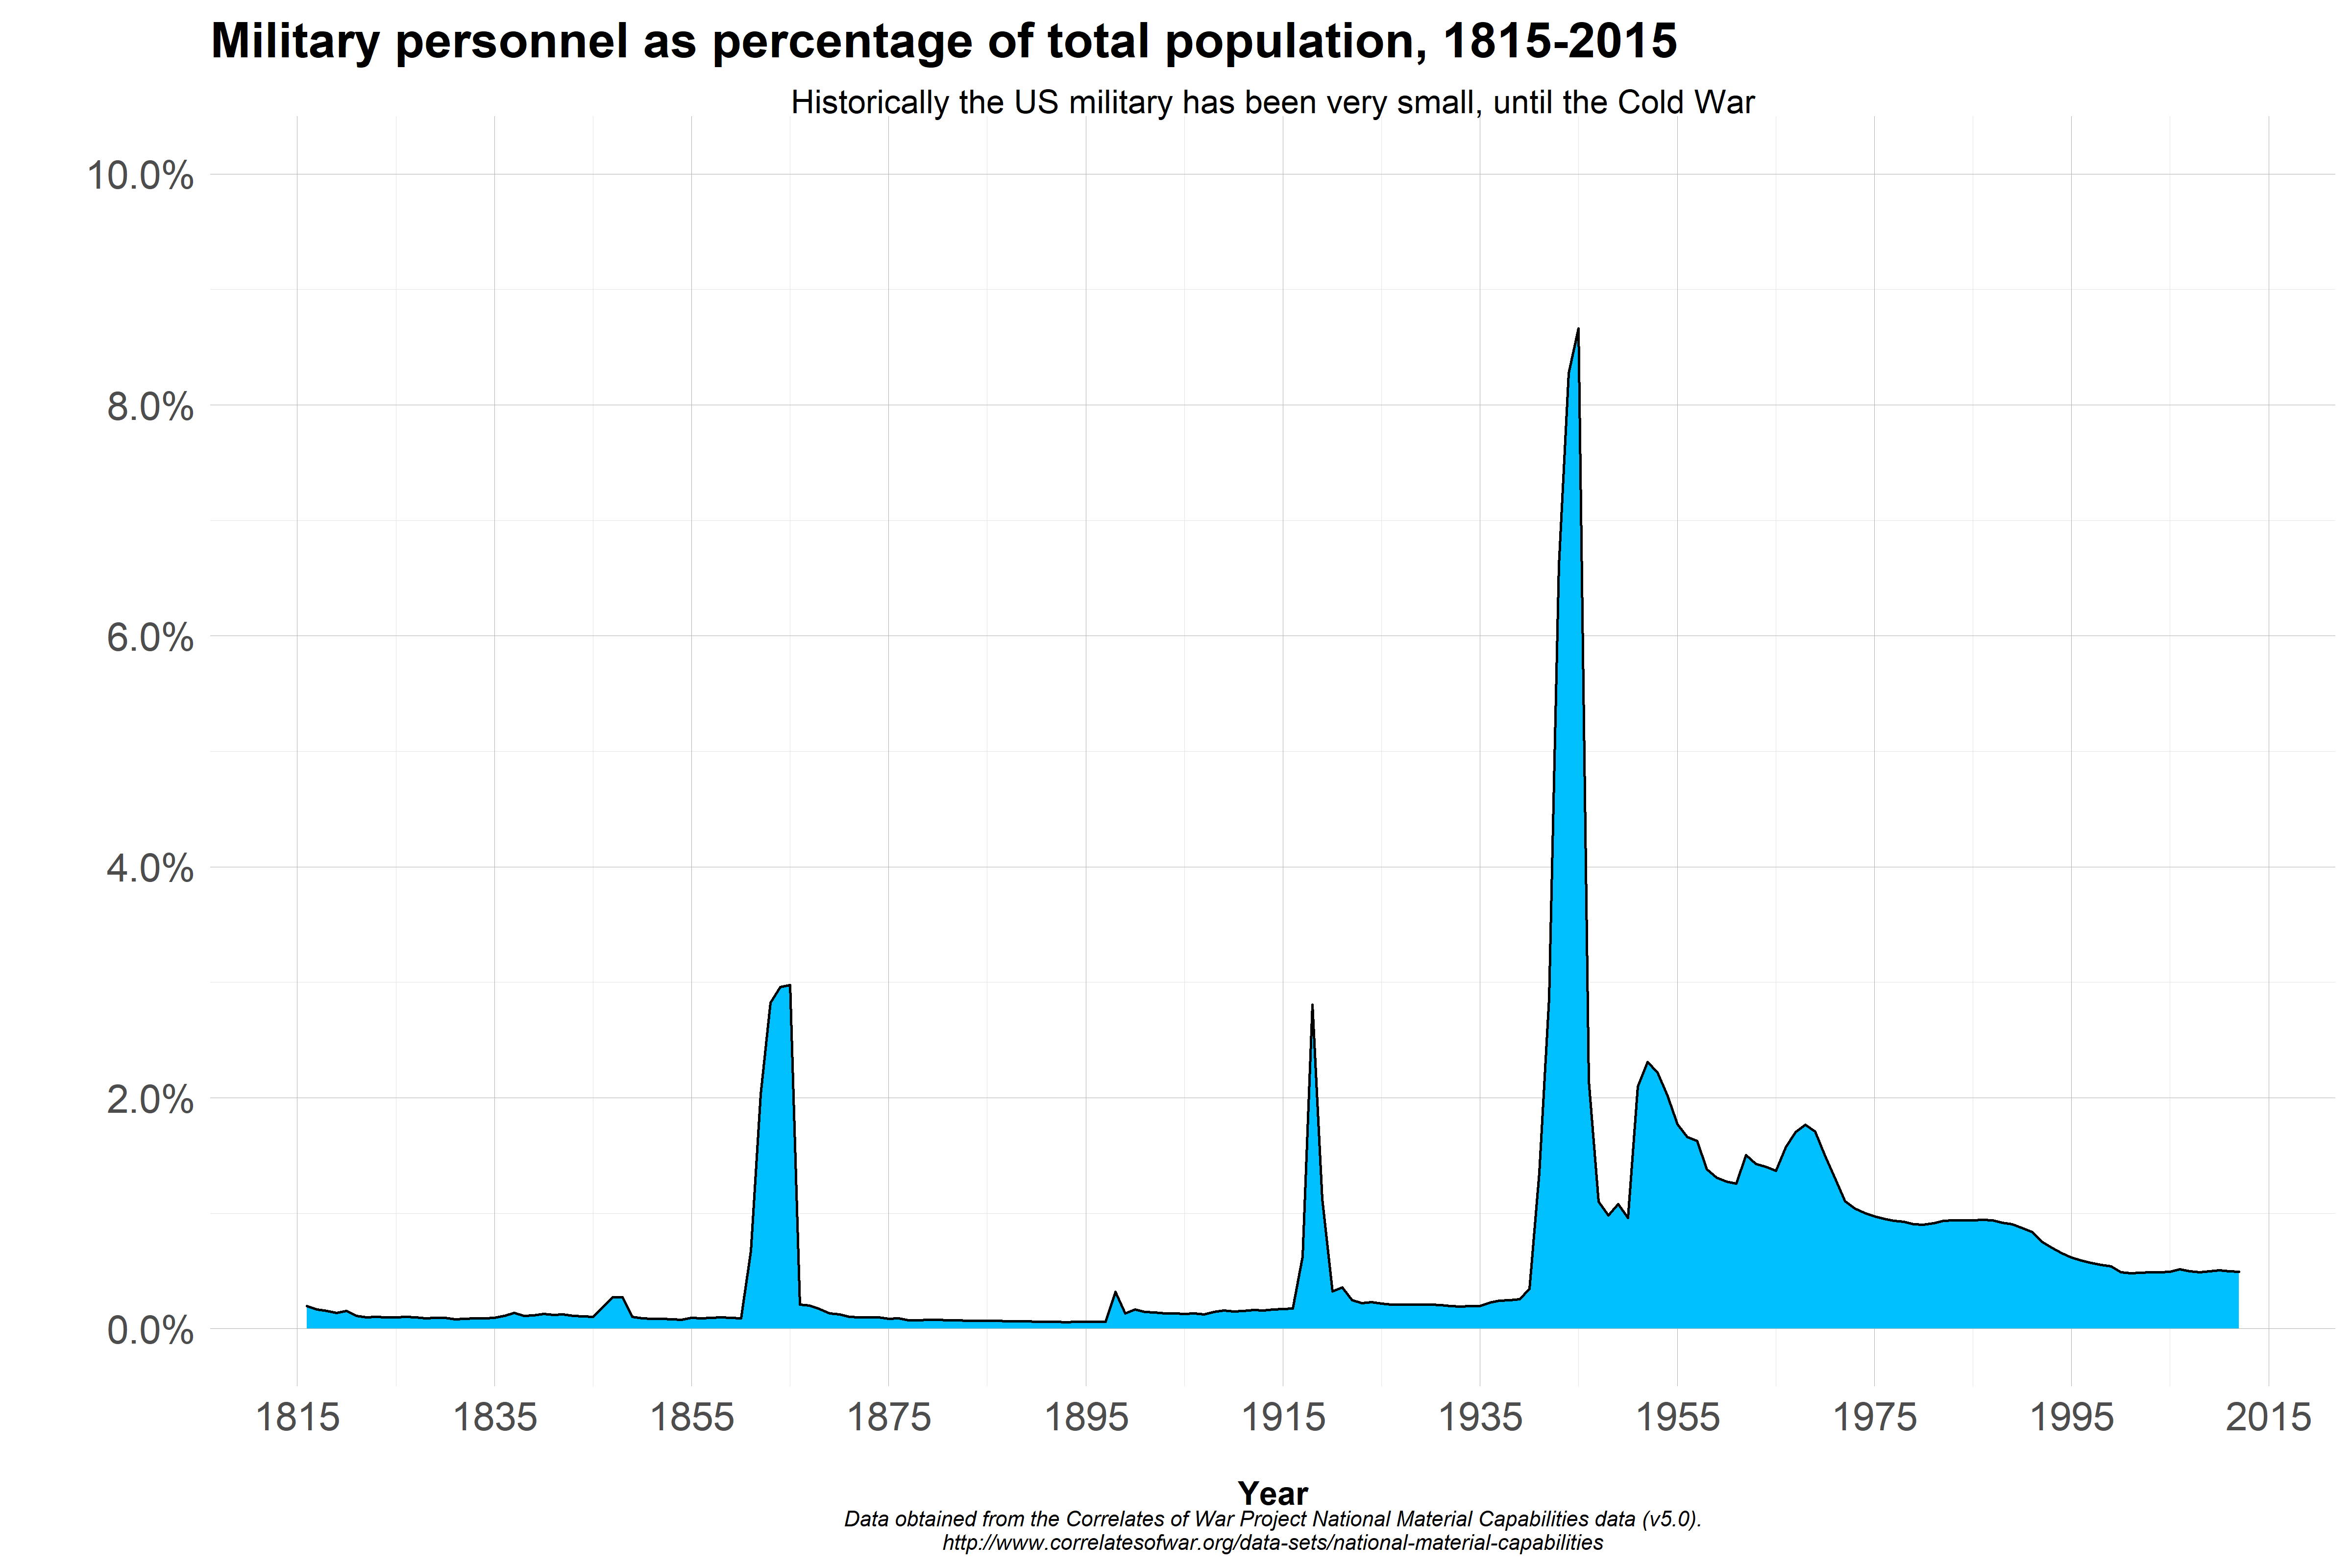 Military personnel as percentage of total population, 1815-2015
Historically the US military has been very small, until the Cold War
10.0%
8.0%
6.0%
4.0%
2.0%
0.0%
1815 1835 1855 1875 1895 1915 1935 1955 1975 1995 2015
Year
Data obtained from the Correlates of War Project National Material Capabilities data (v5.0).
http://www.correlatesofwar.org/data-sets/national-material-capabilities